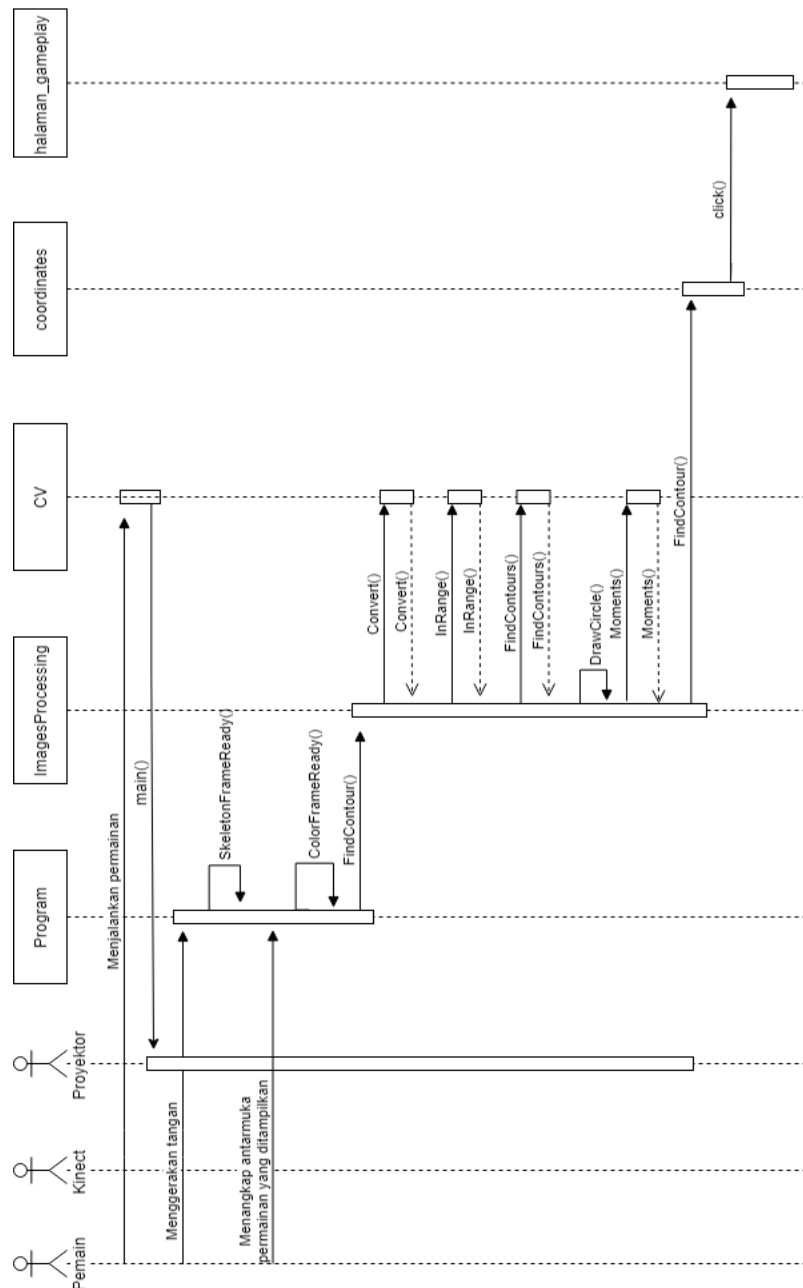 Pemain
Kinect
Proyektor
Program
ImagesProcessing
CV
coordinates
halaman_gameplay
Menjalankan permainan
main()
Menggerakan tangan
SkeletonFrameReady()
Menangkap antarmuka
permainan yang ditampilkan
ColorFrameReady()
FindContour()
Convert()
Convert()
InRange()
InRange()
FindContours()
FindContours()
DrawCircle()
Moments()
Moments()
FindContour()
click()